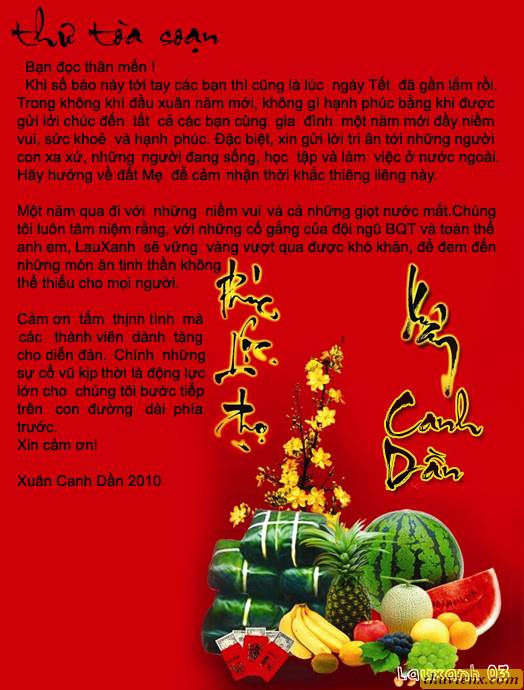 thư tòa soạn
Bạn đọc thân mến !
Khi số báo này tới tay các bạn thì cũng là lúc ngày Tết đã gần lắm rồi.
Trong không khí đầu xuân năm mới, không gì hạnh phúc bằng khi được
gửi lời chúc đến tất cả các bạn cùng gia đình một năm mới đầy niềm
vui, sức khoẻ và hạnh phúc. Đặc biệt, xin gửi lời tri ân tới những người
con xa xứ, những người đang sống, học tập và làm việc ở nước ngoài.
Hãy hướng về đất Mẹ để cảm nhận thời khắc thiêng liêng này.
Một năm qua đi với những niềm vui và cả những giọt nước mắt.Chúng
tôi luôn tâm niệm rằng, với những cố gắng của đội ngũ BQT và toàn thể
anh em, LauXanh sẽ vững vàng vượt qua được khó khăn, để đem đến
những món ăn tinh thần không
thể thiếu cho mọi người.
Cám ơn tấm thịnh tình mà
các thành viên dành tặng
cho diễn đàn. Chính những
sự cổ vũ kịp thời là động lực
lớn cho chúng tôi bước tiếp
trên con đường dài phía
trước.
Xin cảm ơn!
Xuân Canh Dần 2010
Phúc
Lộc
Thọ
Xuân
Canh
Dần
Lauxanh 03
thuvienx.com